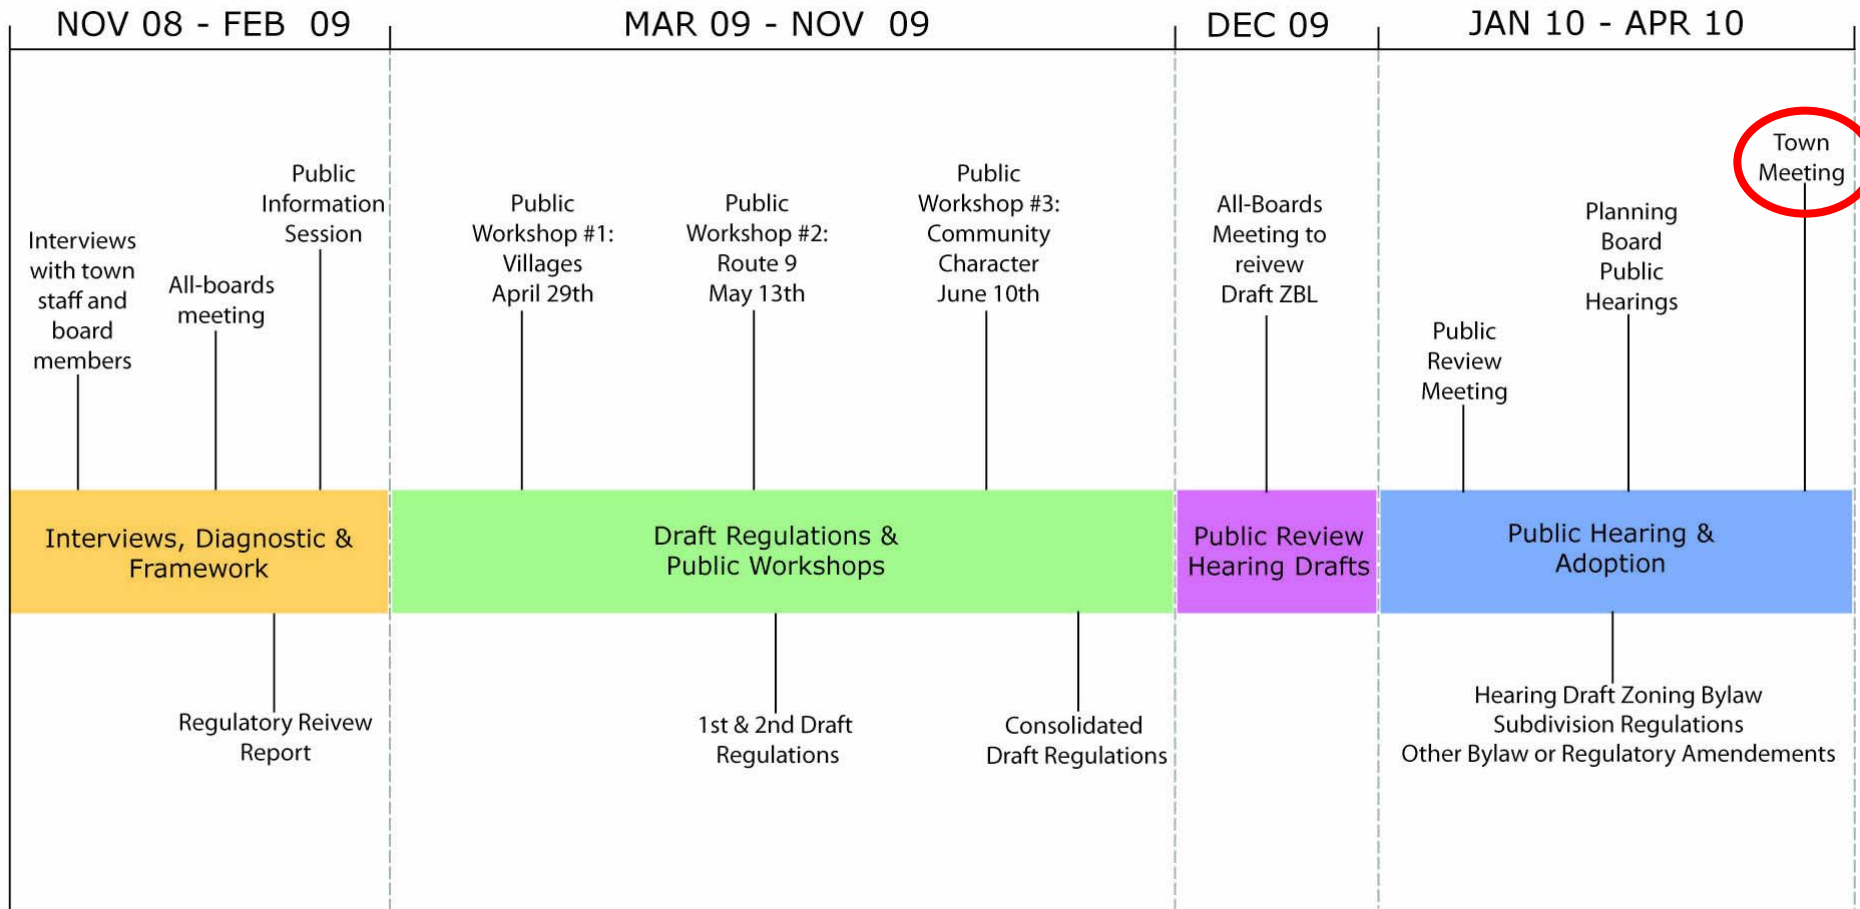 NOV 08 - FEB 09
MAR 09 - NOV 09
DEC 09
JAN 10 - APR 10
Interviews
with town
staff and
board
members
All-boards
meeting
Public
Information
Session
Public
Workshop #1:
Villages
April 29th
Public
Workshop #2:
Route 9
May 13th
Public
Workshop #3:
Community
Character
June 10th
All-Boards
Meeting to
reivew
Draft ZBL
Public
Review
Meeting
Planning
Board
Public
Hearings
Town
Meeting
Interviews, Diagnostic &
Framework
Draft Regulations &
Public Workshops
Public Review
Hearing Drafts
Public Hearing &
Adoption
Regulatory Reivew
Report
1st & 2nd Draft
Regulations
Consolidated
Draft Regulations
Hearing Draft Zoning Bylaw
Subdivision Regulations
Other Bylaw or Regulatory Amendements